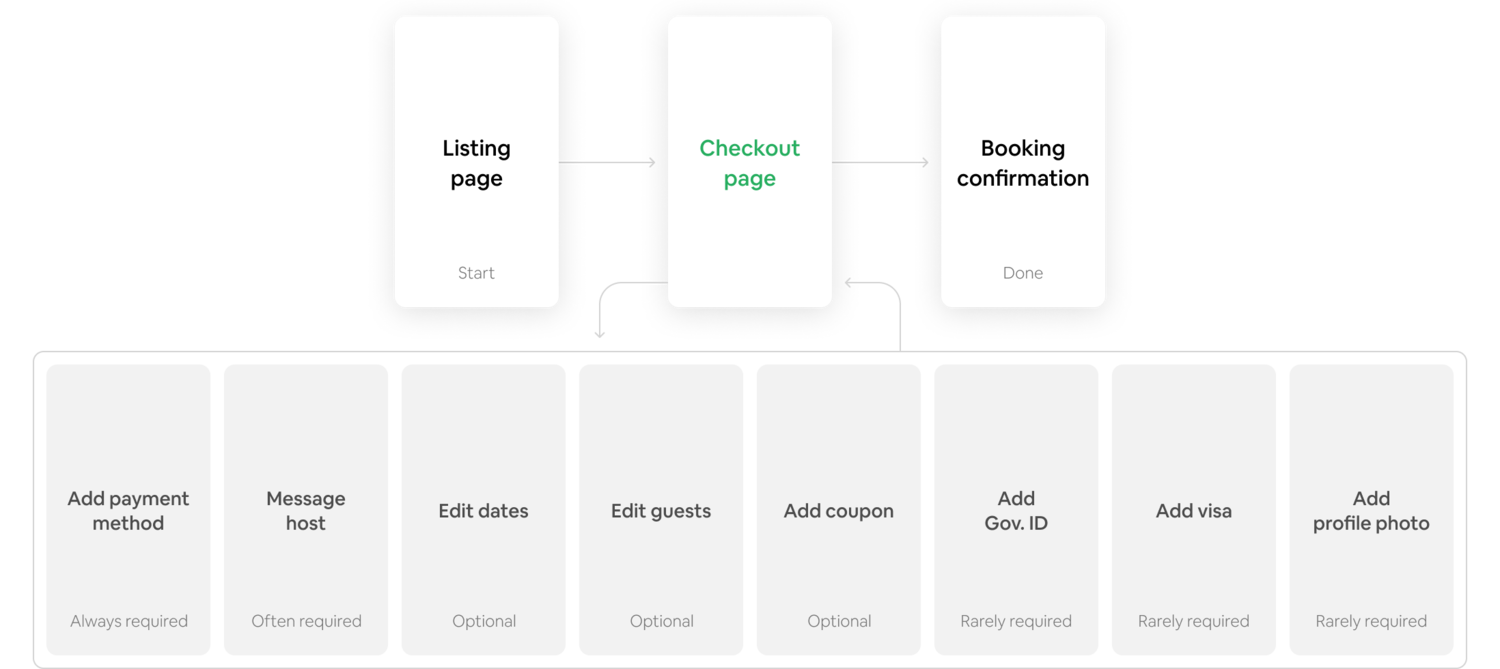 Listing
page
Start
Checkout
page
Booking
confirmation
Done
Add payment
method
Always required
Message
host
Often required
Edit dates
Optional
Edit guests
Optional
Add coupon
Optional
Add
Gov. ID
Rarely required
Add visa
Rarely required
Add
profile photo
Rarely required